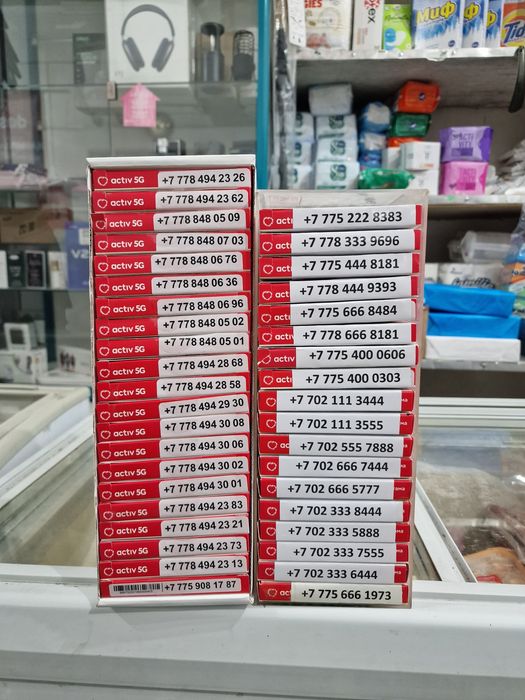 activ 5G +7 778 494 23 26
activ 5G +7 778 494 23 62
activ 5G +7 778 848 05 09
activ 5G +7 778 848 07 03
activ 5G +7 778 848 06 76
activ 5G +7 778 848 06 36
activ 5G +7 778 848 06 96
activ 5G +7 778 848 05 02
activ 5G +7 778 848 05 01
activ 5G +7 778 494 28 68
activ 5G +7 778 494 28 58
activ 5G +7 778 494 29 30
activ 5G +7 778 494 30 08
activ 5G +7 778 494 30 06
activ 5G +7 778 494 30 02
activ 5G +7 778 494 30 01
activ 5G +7 778 494 23 83
activ 5G +7 778 494 23 21
activ 5G +7 778 494 23 73
activ 5G +7 778 494 23 13
+7 775 908 17 87
acti +7 775 222 8383
acti +7 778 333 9696
acti +7 775 444 8181
acti +7 778 444 9393
acti +7 775 666 8484
acti +7 778 666 8181
activ +7 775 400 0606
acti +7 775 400 0303
+7 702 111 3444
+7 702 111 3555
ac +7 702 555 7888
+7 702 666 7444
+7 702 666 5777
+7 702 333 8444
+7 702 333 5888
+7 702 333 7555
+7 702 333 6444
acti +7 775 666 1973
Миф
Tid